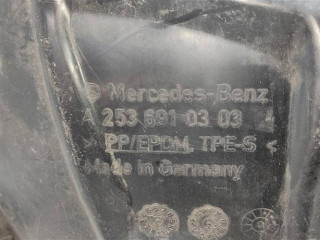 Mercedes-Benz
A 253 691 03 03
>PP/EPDM, TPE-S<
Made in Germany